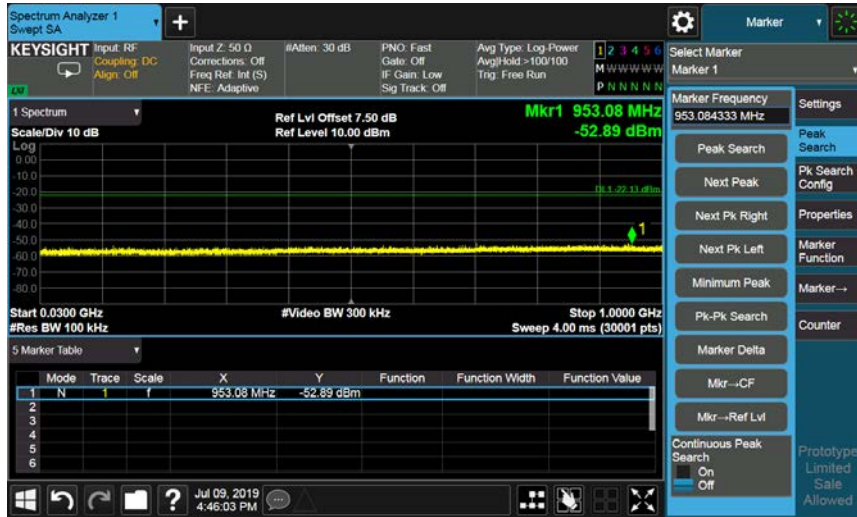 Spectrum Analyzer 1
Swept SA
+
Marker
KEYSIGHT
Input: RF
Coupling: DC
Align: Off
Input Z: 50 Ω
Corrections: Off
Freq Ref: Int (S)
NFE: Adaptive
#Atten: 30 dB
PNO: Fast
Gate: Off
IF Gain: Low
Sig Track: Off
Avg Type: Log-Power
Avg|Hold:>100/100
Trig: Free Run
1 2 3 4 5 6
M W W W W W
P N N N N N
LXI
Select Marker
Marker 1
1 Spectrum
Scale/Div 10 dB
Ref Lvl Offset 7.50 dB
Ref Level 10.00 dBm
Mkr1 953.08 MHz
-52.89 dBm
Log
0.00
-10.0
-20.0
-30.0
-40.0
-50.0
-60.0
-70.0
-80.0
DL1 -22.13 dBm
1
Start 0.0300 GHz
#Res BW 100 kHz
#Video BW 300 kHz
Stop 1.0000 GHz
Sweep 4.00 ms (30001 pts)
5 Marker Table
Mode Trace Scale X Y Function Function Width Function Value
1 N 1 f 953.08 MHz -52.89 dBm
2
3
4
5
6
Marker Frequency
953.084333 MHz
Peak Search
Next Peak
Next Pk Right
Next Pk Left
Minimum Peak
Pk-Pk Search
Marker Delta
Mkr→CF
Mkr→Ref Lvl
Continuous Peak
Search
On
Off
Settings
Peak
Search
Pk Search
Config
Properties
Marker
Function
Marker→
Counter
Prototype
Limited
Sale
Allowed
?
Jul 09, 2019
4:46:03 PM